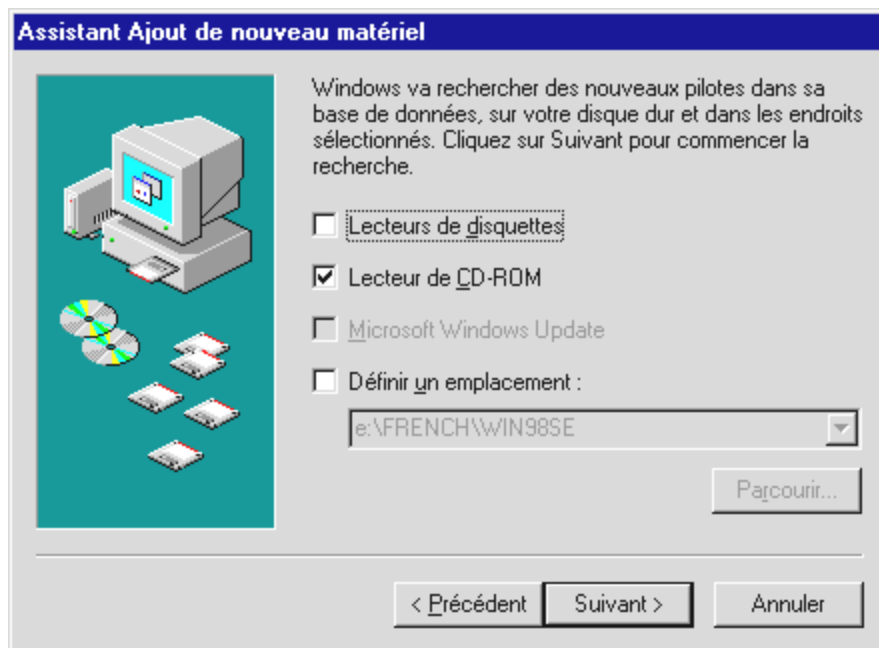 Assistant Ajout de nouveau matériel
Windows va rechercher des nouveaux pilotes dans sa
base de données, sur votre disque dur et dans les endroits
sélectionnés. Cliquez sur Suivant pour commencer la
recherche.
Lecteurs de disquettes
Lecteur de CD-ROM
Microsoft Windows Update
Définir un emplacement :
e:\FRENCH\WIN98SE
Parcourir...
< Précédent
Suivant >
Annuler